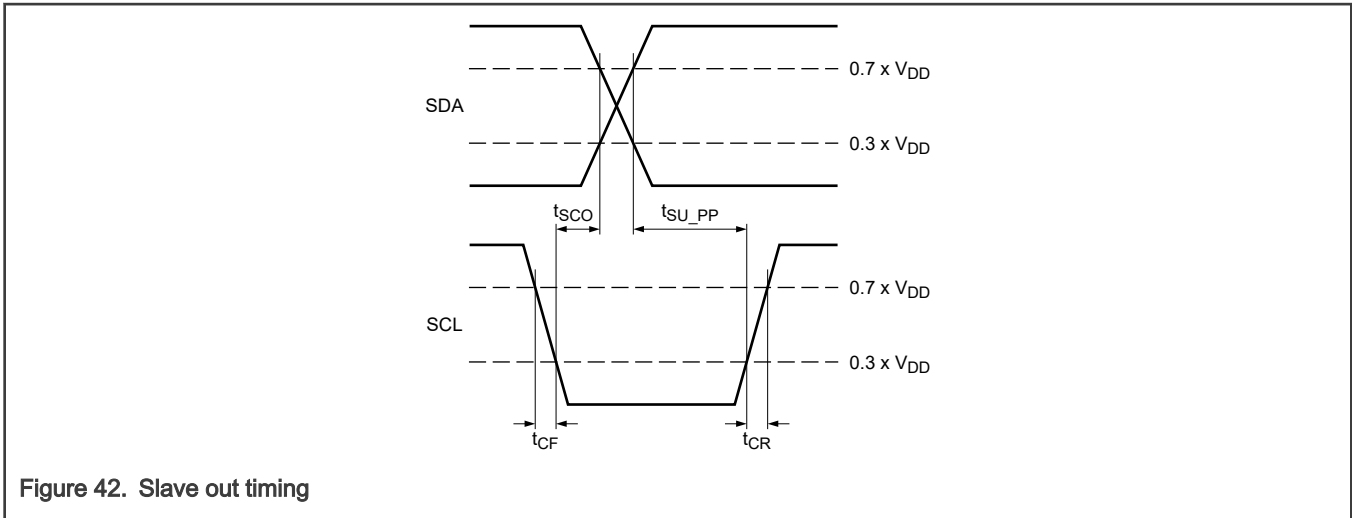 0.7 x VDD
SDA
0.3 x VDD
tSCO
tSU_PP
0.7 x VDD
SCL
0.3 x VDD
tCF
tCR
Figure 42. Slave out timing